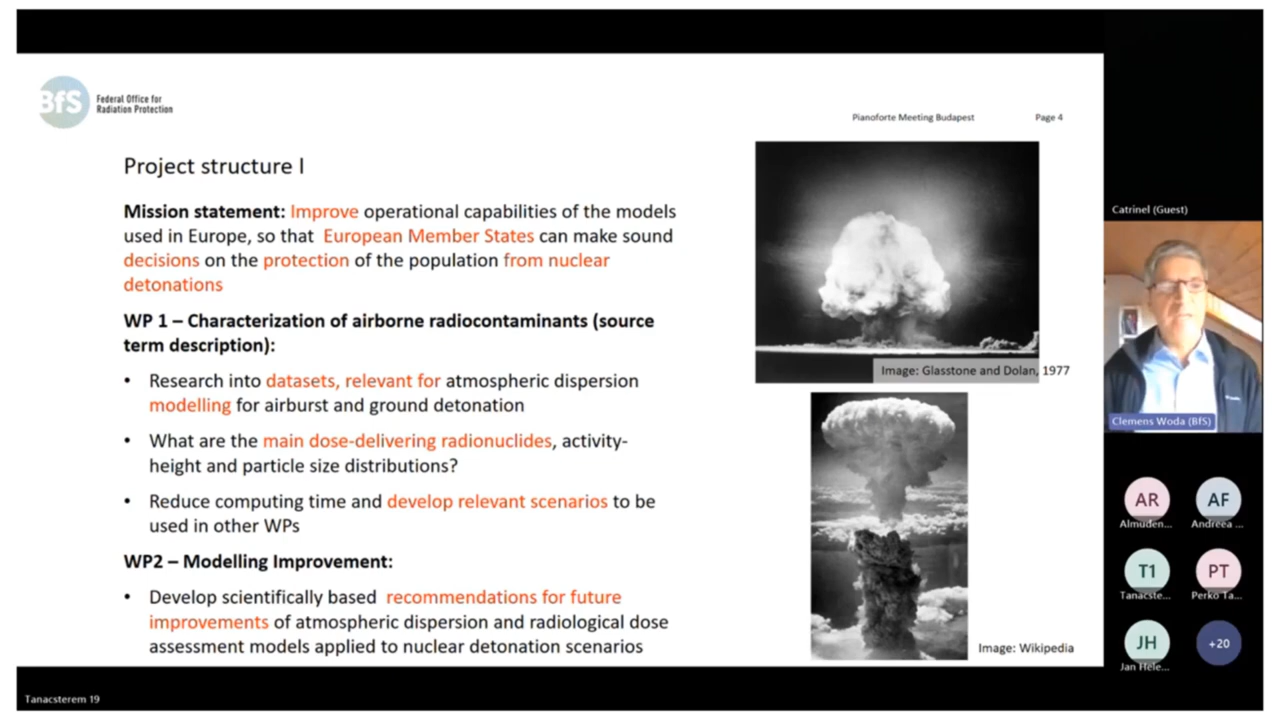 BfS
Federal Office for
Radiation Protection
Pianoforte Meeting Budapest
Page 4
Project structure I
Mission statement: Improve operational capabilities of the models
used in Europe, so that European Member States can make sound
decisions on the protection of the population from nuclear
detonations
WP 1 – Characterization of airborne radiocontaminants (source
term description):
• Research into datasets, relevant for atmospheric dispersion
modelling for airburst and ground detonation
• What are the main dose-delivering radionuclides, activity-
height and particle size distributions?
• Reduce computing time and develop relevant scenarios to be
used in other WPs
WP2 – Modelling Improvement:
• Develop scientifically based recommendations for future
improvements of atmospheric dispersion and radiological dose
assessment models applied to nuclear detonation scenarios
Image: Glasstone and Dolan, 1977
Image: Wikipedia
Catrinel (Guest)
Clemens Woda (BfS)
AR
AF
Almuden...
Andreea ...
T1
PT
Tanacste...
Perko Ta...
JH
+20
Jan Hele...
Tanacsterem 19